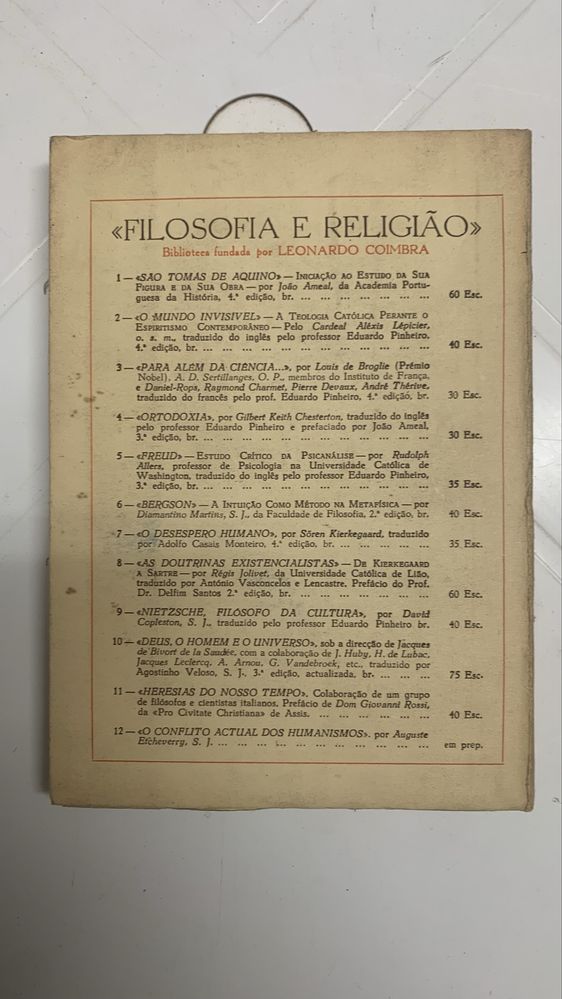 «FILOSOFIA E RELIGIÃO»
Biblioteca fundada por LEONARDO COIMBRA
1 — «SAO TOMAS DE AQUINO» — INICIAÇÃO AO ESTUDO DA SUA
FIGURA E DA SUA OBRA — por João Ameal, da Academia Portu-
guesa da História, 4.ª edição, br. ... ... ... ... ... ... ... 60 Esc.
2 — «O MUNDO INVISIVEL» — A TEOLOGIA CATÓLICA PERANTE O
ESPIRITISMO CONTEMPORÂNEO — Pelo Cardeal Aléxis Lépicier,
o. s. m., traduzido do inglês pelo professor Eduardo Pinheiro,
4.ª edição, br. ... ... ... ... ... ... ... ... ... ... ... 40 Esc.
3 — «PARA ALÉM DA CIÊNCIA...», por Louis de Broglie (Prémio
Nobel), A. D. Sertillanges, O. P., membros do Instituto de França,
e Daniel-Rops, Raymond Charmet, Pierre Devaux, André Thérive,
traduzido do francês pelo prof. Eduardo Pinheiro, 4.ª edição, br. 30 Esc.
4 — «ORTODOXIA», por Gilbert Keith Chesterton, traduzido do inglês
pelo professor Eduardo Pinheiro e prefaciado por João Ameal,
3.ª edição, br. ... ... ... ... ... ... ... ... ... ... ... 30 Esc.
5 — «FREUD» — ESTUDO CRÍTICO DA PSICANÁLISE — por Rudolph
Allers, professor de Psicologia na Universidade Católica de
Washington, traduzido do inglês pelo professor Eduardo Pinheiro,
3.ª edição, br. ... ... ... ... ... ... ... ... ... ... ... 35 Esc.
6 — «BERGSON» — A INTUIÇÃO COMO MÉTODO NA METAFÍSICA — por
Diamantino Martins, S. J., da Faculdade de Filosofia, 2.ª edição, br. 40 Esc.
7 — «O DESESPERO HUMANO», por Sören Kierkegaard, traduzido
por Adolfo Casais Monteiro, 4.ª edição, br. ... ... ... ... ... 35 Esc.
8 — «AS DOUTRINAS EXISTENCIALISTAS» — DE KIERKEGAARD
A SARTRE — por Régis Jolivet, da Universidade Católica de Lião,
traduzido por António Vasconcelos e Lencastre. Prefácio do Prof.
Dr. Delfim Santos 2.ª edição, br. ... ... ... ... ... ... ... 60 Esc.
9 — «NIETZSCHE, FILÓSOFO DA CULTURA», por David
Copleston, S. J., traduzido pelo professor Eduardo Pinheiro br. 40 Esc.
10 — «DEUS, O HOMEM E O UNIVERSO», sob a direcção de Jacques
de Bivort de la Saudée, com a colaboração de J. Huby, H. de Lubac,
Jacques Leclercq, A. Arnou, G. Vandebroek, etc., traduzido por
Agostinho Veloso, S. J., 3.ª edição, actualizada, br. ... ... ... 75 Esc.
11 — «HERESIAS DO NOSSO TEMPO». Colaboração de um grupo
de filósofos e cientistas italianos. Prefácio de Dom Giovanni Rossi,
da «Pro Civitate Christiana» de Assis. ... ... ... ... ... ... 40 Esc.
12 — «O CONFLITO ACTUAL DOS HUMANISMOS», por Auguste
Etcheverry, S. J. ... ... ... ... ... ... ... ... ... ... ... em prep.